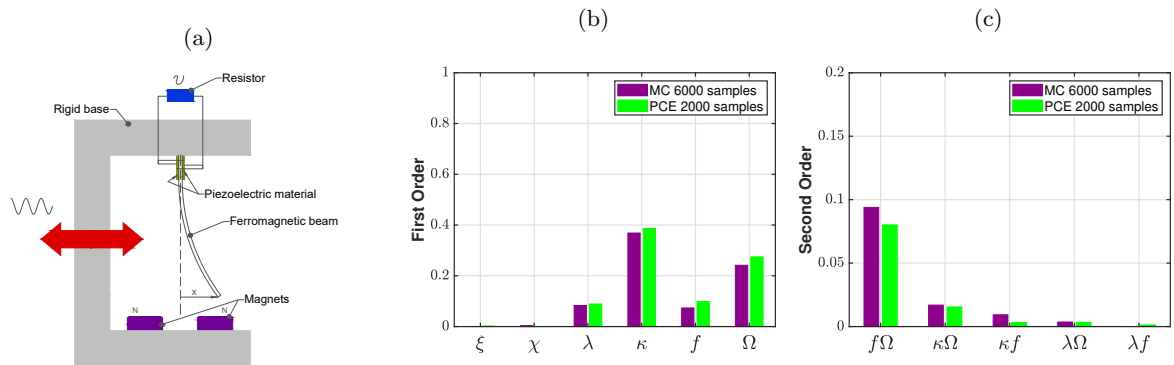 (a)
υ
Resistor
Rigid base
Piezoelectric material
Ferromagnetic beam
x
Magnets
N
N
(b)
First Order
1
0.8
0.6
0.4
0.2
0
MC 6000 samples
PCE 2000 samples
ξ χ λ κ f Ω
(c)
Second Order
0.2
0.15
0.1
0.05
0
MC 6000 samples
PCE 2000 samples
fΩ κΩ κf λΩ λf